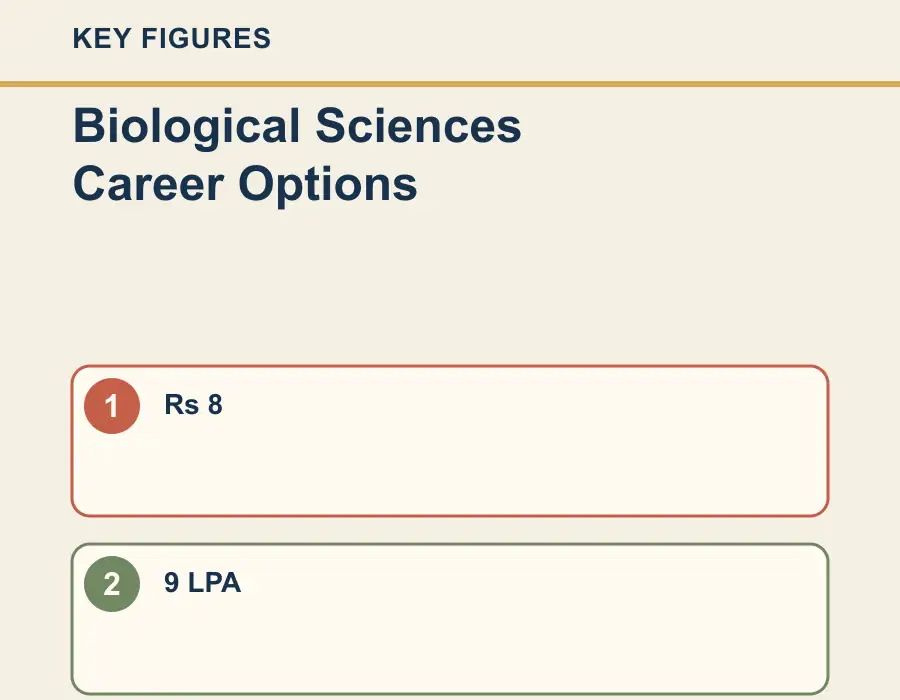 KEY FIGURES
Biological Sciences
Career Options
1 Rs 8
2 9 LPA